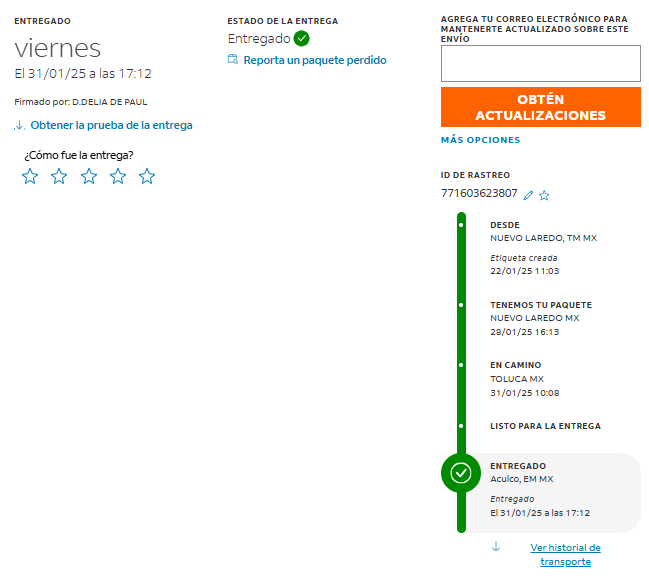 ENTREGADO
viernes
El 31/01/25 a las 17:12
Firmado por: D.DELIA DE PAUL
Obtener la prueba de la entrega
¿Cómo fue la entrega?
ESTADO DE LA ENTREGA
Entregado
Reporta un paquete perdido
AGREGA TU CORREO ELECTRÓNICO PARA
MANTENERTE ACTUALIZADO SOBRE ESTE
ENVÍO
OBTÉN
ACTUALIZACIONES
MÁS OPCIONES
ID DE RASTREO
771603623807
DESDE
NUEVO LAREDO, TM MX
Etiqueta creada
22/01/25 11:03
TENEMOS TU PAQUETE
NUEVO LAREDO MX
28/01/25 16:13
EN CAMINO
TOLUCA MX
31/01/25 10:08
LISTO PARA LA ENTREGA
ENTREGADO
Aculco, EM MX
Entregado
El 31/01/25 a las 17:12
Ver historial de
transporte